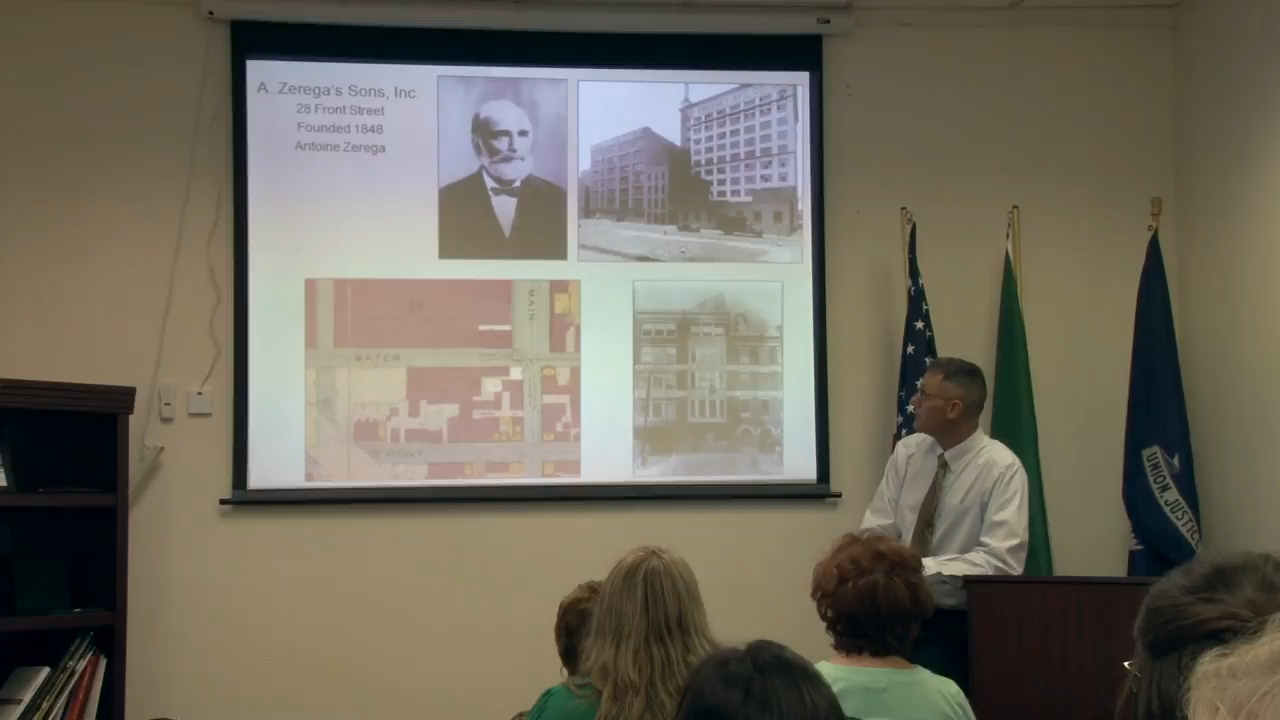 A. Zerega's Sons, Inc.
28 Front Street
Founded 1848
Antoine Zerega
MAIN
WATER
FRONT
UNION, JUSTICE